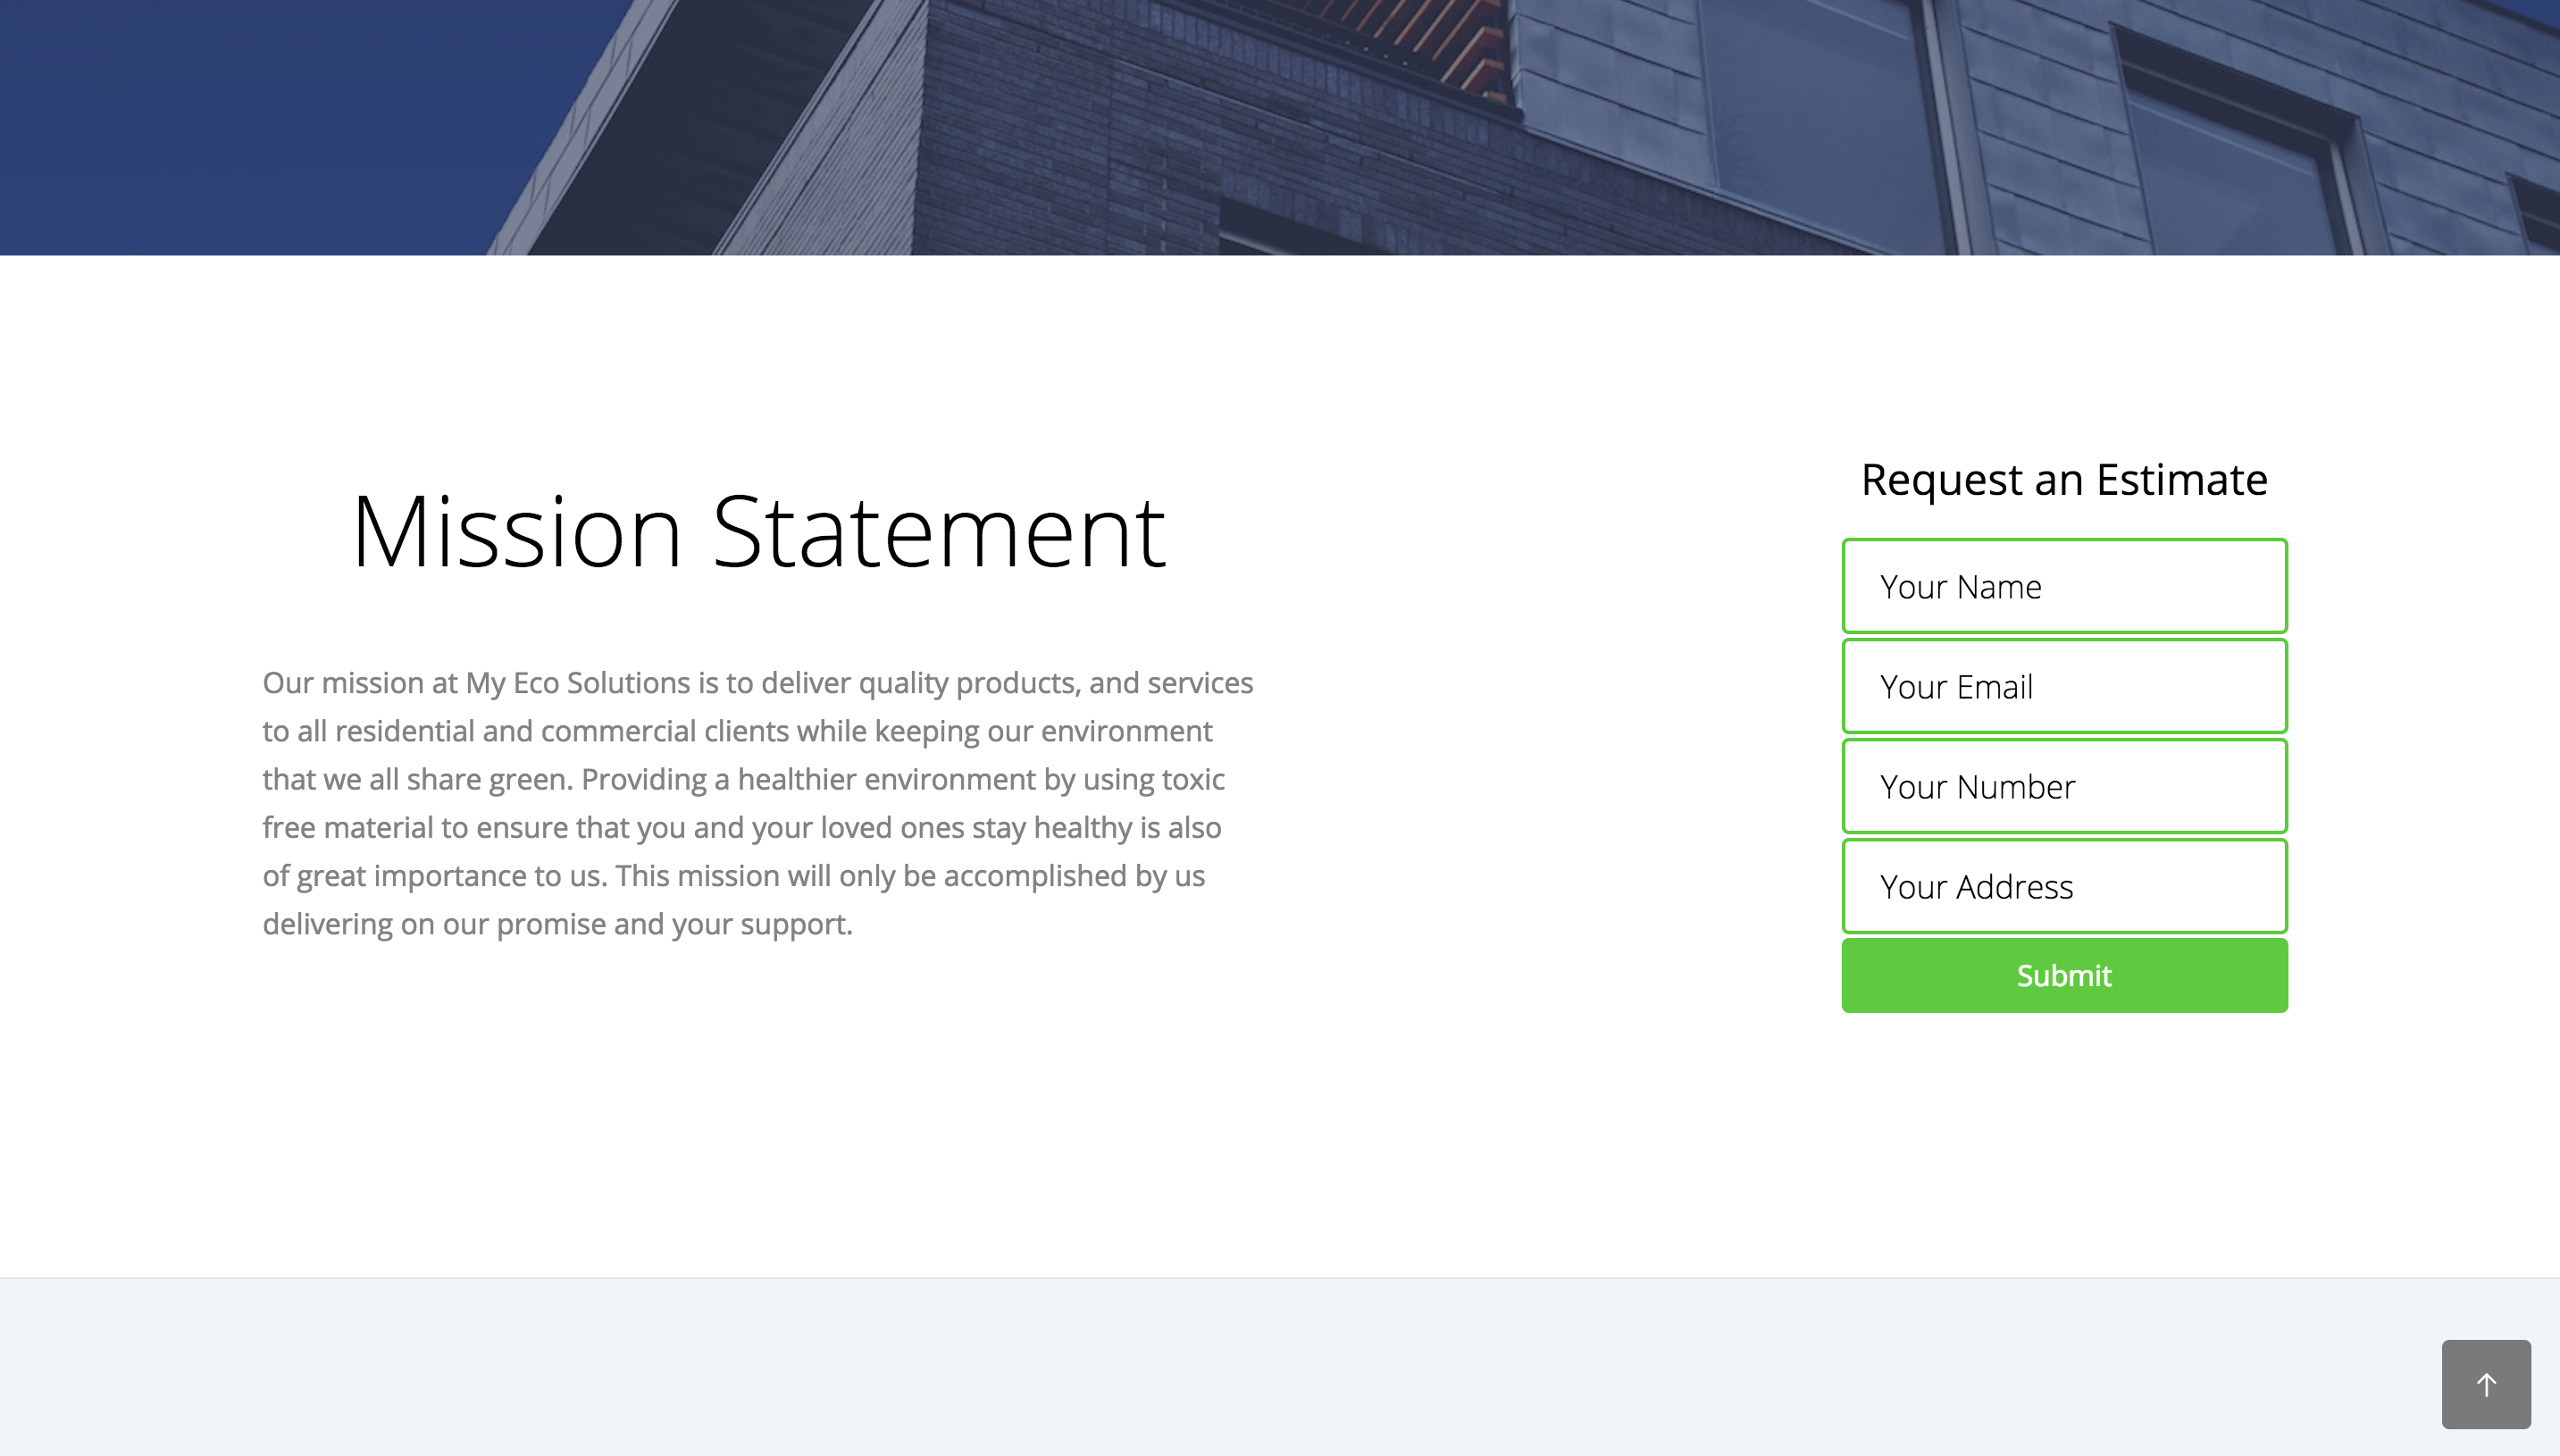 Mission Statement
Our mission at My Eco Solutions is to deliver quality products, and services
to all residential and commercial clients while keeping our environment
that we all share green. Providing a healthier environment by using toxic
free material to ensure that you and your loved ones stay healthy is also
of great importance to us. This mission will only be accomplished by us
delivering on our promise and your support.
Request an Estimate
Your Name
Your Email
Your Number
Your Address
Submit